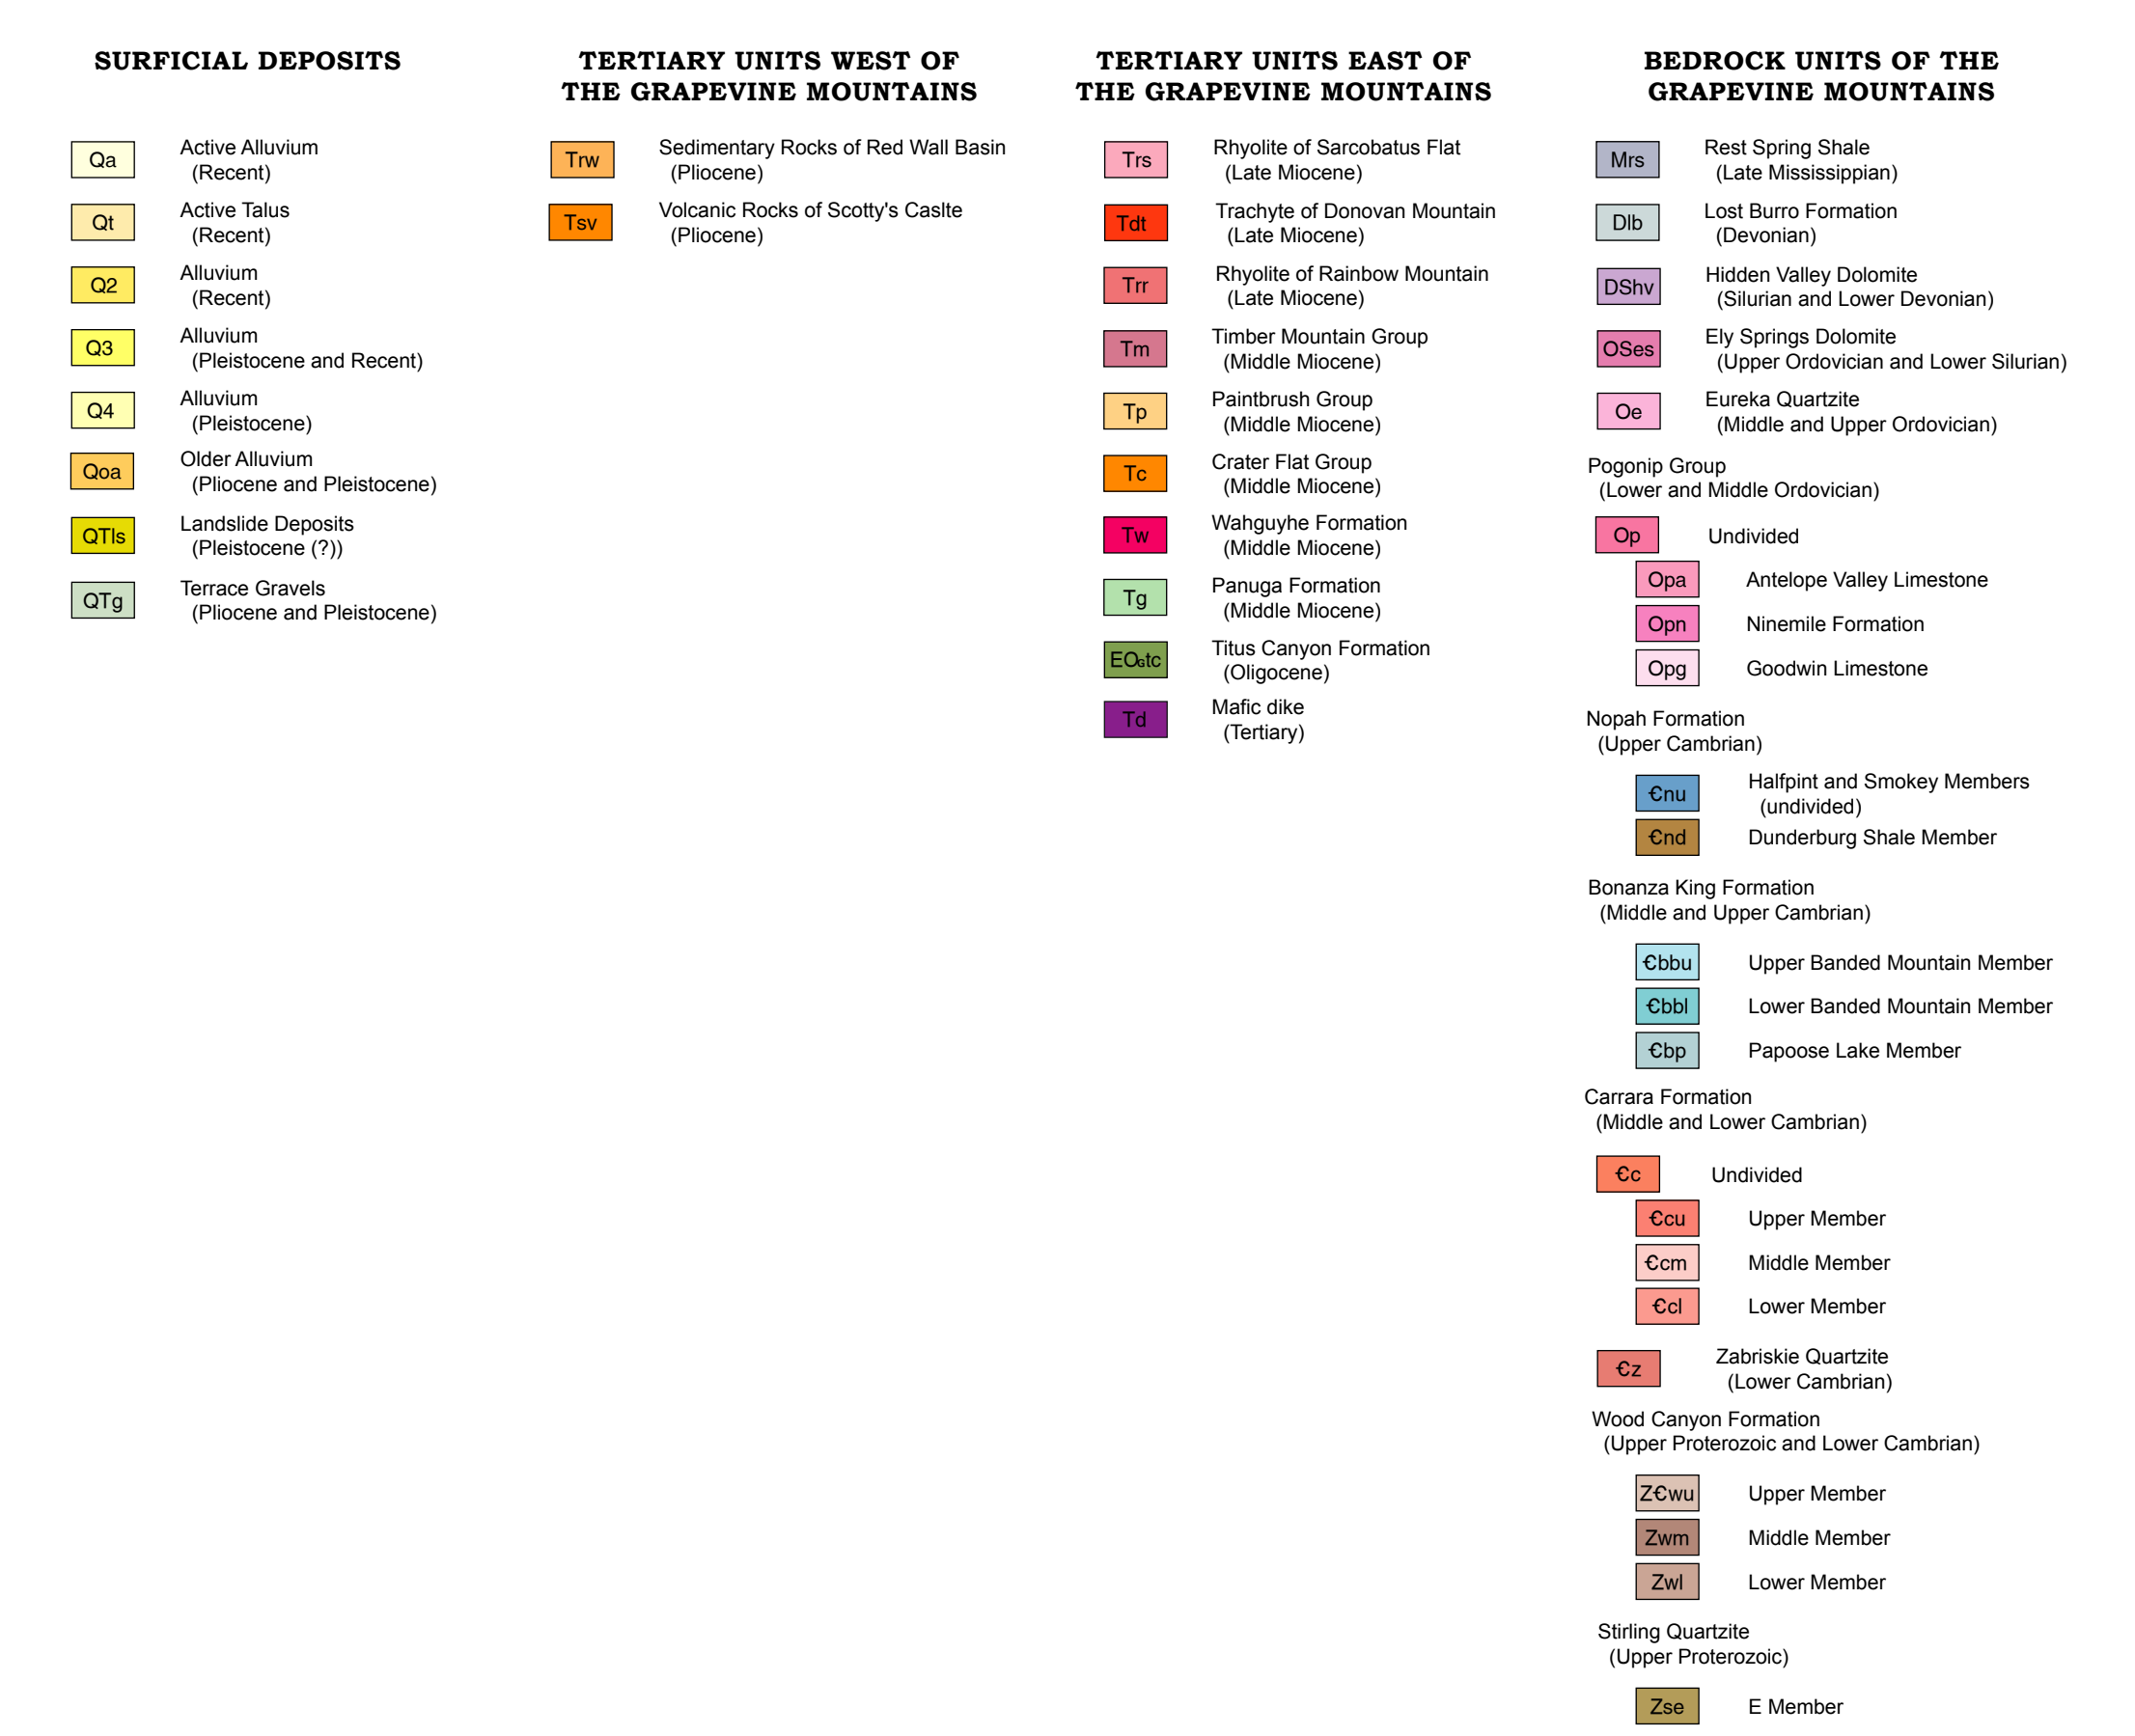 SURFICIAL DEPOSITS
Qa Active Alluvium
(Recent)
Qt Active Talus
(Recent)
Q2 Alluvium
(Recent)
Q3 Alluvium
(Pleistocene and Recent)
Q4 Alluvium
(Pleistocene)
Qoa Older Alluvium
(Pliocene and Pleistocene)
QTls Landslide Deposits
(Pleistocene (?))
QTg Terrace Gravels
(Pliocene and Pleistocene)
TERTIARY UNITS WEST OF
THE GRAPEVINE MOUNTAINS
Trw Sedimentary Rocks of Red Wall Basin
(Pliocene)
Tsv Volcanic Rocks of Scotty's Caslte
(Pliocene)
TERTIARY UNITS EAST OF
THE GRAPEVINE MOUNTAINS
Trs Rhyolite of Sarcobatus Flat
(Late Miocene)
Tdt Trachyte of Donovan Mountain
(Late Miocene)
Trr Rhyolite of Rainbow Mountain
(Late Miocene)
Tm Timber Mountain Group
(Middle Miocene)
Tp Paintbrush Group
(Middle Miocene)
Tc Crater Flat Group
(Middle Miocene)
Tw Wahguyhe Formation
(Middle Miocene)
Tg Panuga Formation
(Middle Miocene)
EOGtc Titus Canyon Formation
(Oligocene)
Td Mafic dike
(Tertiary)
BEDROCK UNITS OF THE
GRAPEVINE MOUNTAINS
Mrs Rest Spring Shale
(Late Mississippian)
Dlb Lost Burro Formation
(Devonian)
DShv Hidden Valley Dolomite
(Silurian and Lower Devonian)
OSes Ely Springs Dolomite
(Upper Ordovician and Lower Silurian)
Oe Eureka Quartzite
(Middle and Upper Ordovician)
Pogonip Group
(Lower and Middle Ordovician)
Op Undivided
Opa Antelope Valley Limestone
Opn Ninemile Formation
Opg Goodwin Limestone
Nopah Formation
(Upper Cambrian)
€nu Halfpint and Smokey Members
(undivided)
€nd Dunderburg Shale Member
Bonanza King Formation
(Middle and Upper Cambrian)
€bbu Upper Banded Mountain Member
€bbl Lower Banded Mountain Member
€bp Papoose Lake Member
Carrara Formation
(Middle and Lower Cambrian)
€c Undivided
€cu Upper Member
€cm Middle Member
€cl Lower Member
€z Zabriskie Quartzite
(Lower Cambrian)
Wood Canyon Formation
(Upper Proterozoic and Lower Cambrian)
Z€wu Upper Member
Zwm Middle Member
Zwl Lower Member
Stirling Quartzite
(Upper Proterozoic)
Zse E Member